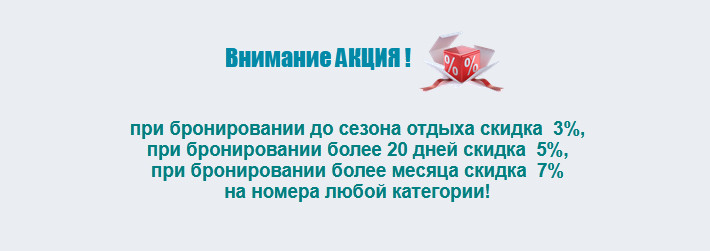 Внимание АКЦИЯ !
% %
при бронировании до сезона отдыха скидка 3%,
при бронировании более 20 дней скидка 5%,
при бронировании более месяца скидка 7%
на номера любой категории!